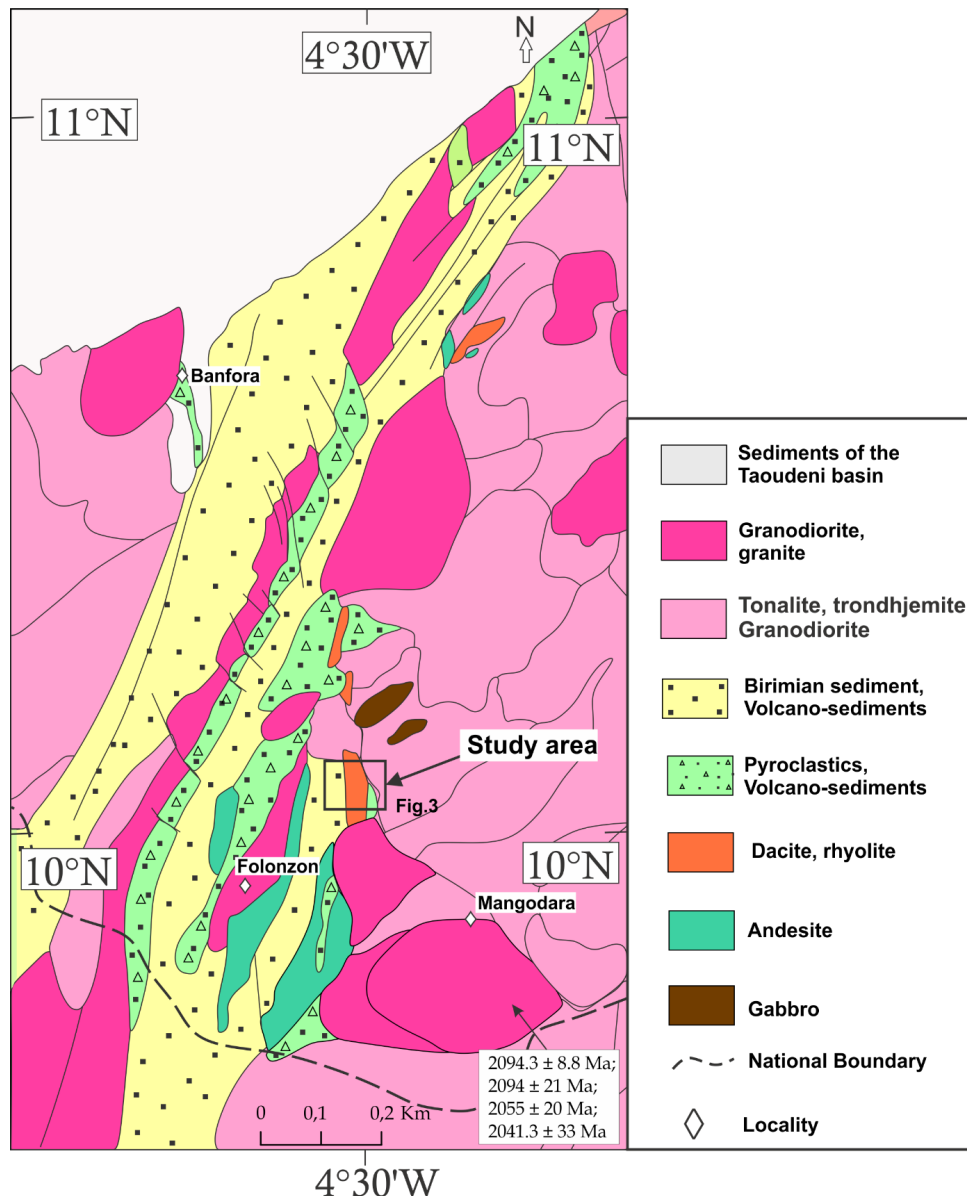 N
4°30'W
11°N
11°N
Banfora
Study area
Fig.3
10°N
Folonzon
10°N
Mangodara
2094.3 ± 8.8 Ma;
2094 ± 21 Ma;
2055 ± 20 Ma;
2041.3 ± 33 Ma
0 0,1 0,2 Km
4°30'W
Sediments of the
Taoudeni basin
Granodiorite,
granite
Tonalite, trondhjemite
Granodiorite
Birimian sediment,
Volcano-sediments
Pyroclastics,
Volcano-sediments
Dacite, rhyolite
Andesite
Gabbro
National Boundary
Locality